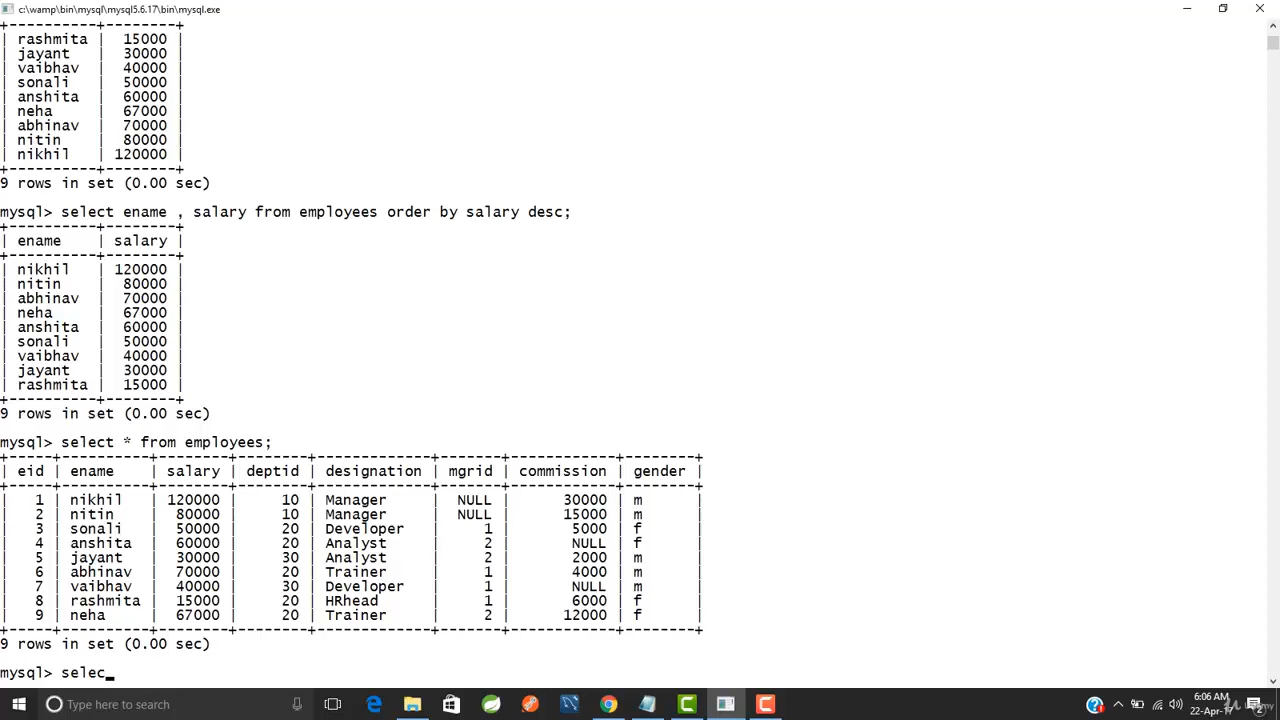 c:\wamp\bin\mysql\mysql5.6.17\bin\mysql.exe
+----------+--------+
| rashmita |  15000 |
| jayant   |  30000 |
| vaibhav  |  40000 |
| sonali   |  50000 |
| anshita  |  60000 |
| neha     |  67000 |
| abhinav  |  70000 |
| nitin    |  80000 |
| nikhil   | 120000 |
+----------+--------+
9 rows in set (0.00 sec)
mysql> select ename , salary from employees order by salary desc;
+----------+--------+
| ename    | salary |
+----------+--------+
| nikhil   | 120000 |
| nitin    |  80000 |
| abhinav  |  70000 |
| neha     |  67000 |
| anshita  |  60000 |
| sonali   |  50000 |
| vaibhav  |  40000 |
| jayant   |  30000 |
| rashmita |  15000 |
+----------+--------+
9 rows in set (0.00 sec)
mysql> select * from employees;
+-----+----------+--------+--------+-------------+-------+------------+--------+
| eid | ename    | salary | deptid | designation | mgrid | commission | gender |
+-----+----------+--------+--------+-------------+-------+------------+--------+
|   1 | nikhil   | 120000 |     10 | Manager     |  NULL |      30000 | m      |
|   2 | nitin    |  80000 |     10 | Manager     |  NULL |      15000 | m      |
|   3 | sonali   |  50000 |     20 | Developer   |     1 |       5000 | f      |
|   4 | anshita  |  60000 |     20 | Analyst     |     2 |       NULL | f      |
|   5 | jayant   |  30000 |     30 | Analyst     |     2 |       2000 | m      |
|   6 | abhinav  |  70000 |     20 | Trainer     |     1 |       4000 | m      |
|   7 | vaibhav  |  40000 |     30 | Developer   |     1 |       NULL | m      |
|   8 | rashmita |  15000 |     20 | HRhead      |     1 |       6000 | f      |
|   9 | neha     |  67000 |     20 | Trainer     |     2 |      12000 | f      |
+-----+----------+--------+--------+-------------+-------+------------+--------+
9 rows in set (0.00 sec)
mysql> selec_
Type here to search
6:06 AM
22-Apr-1